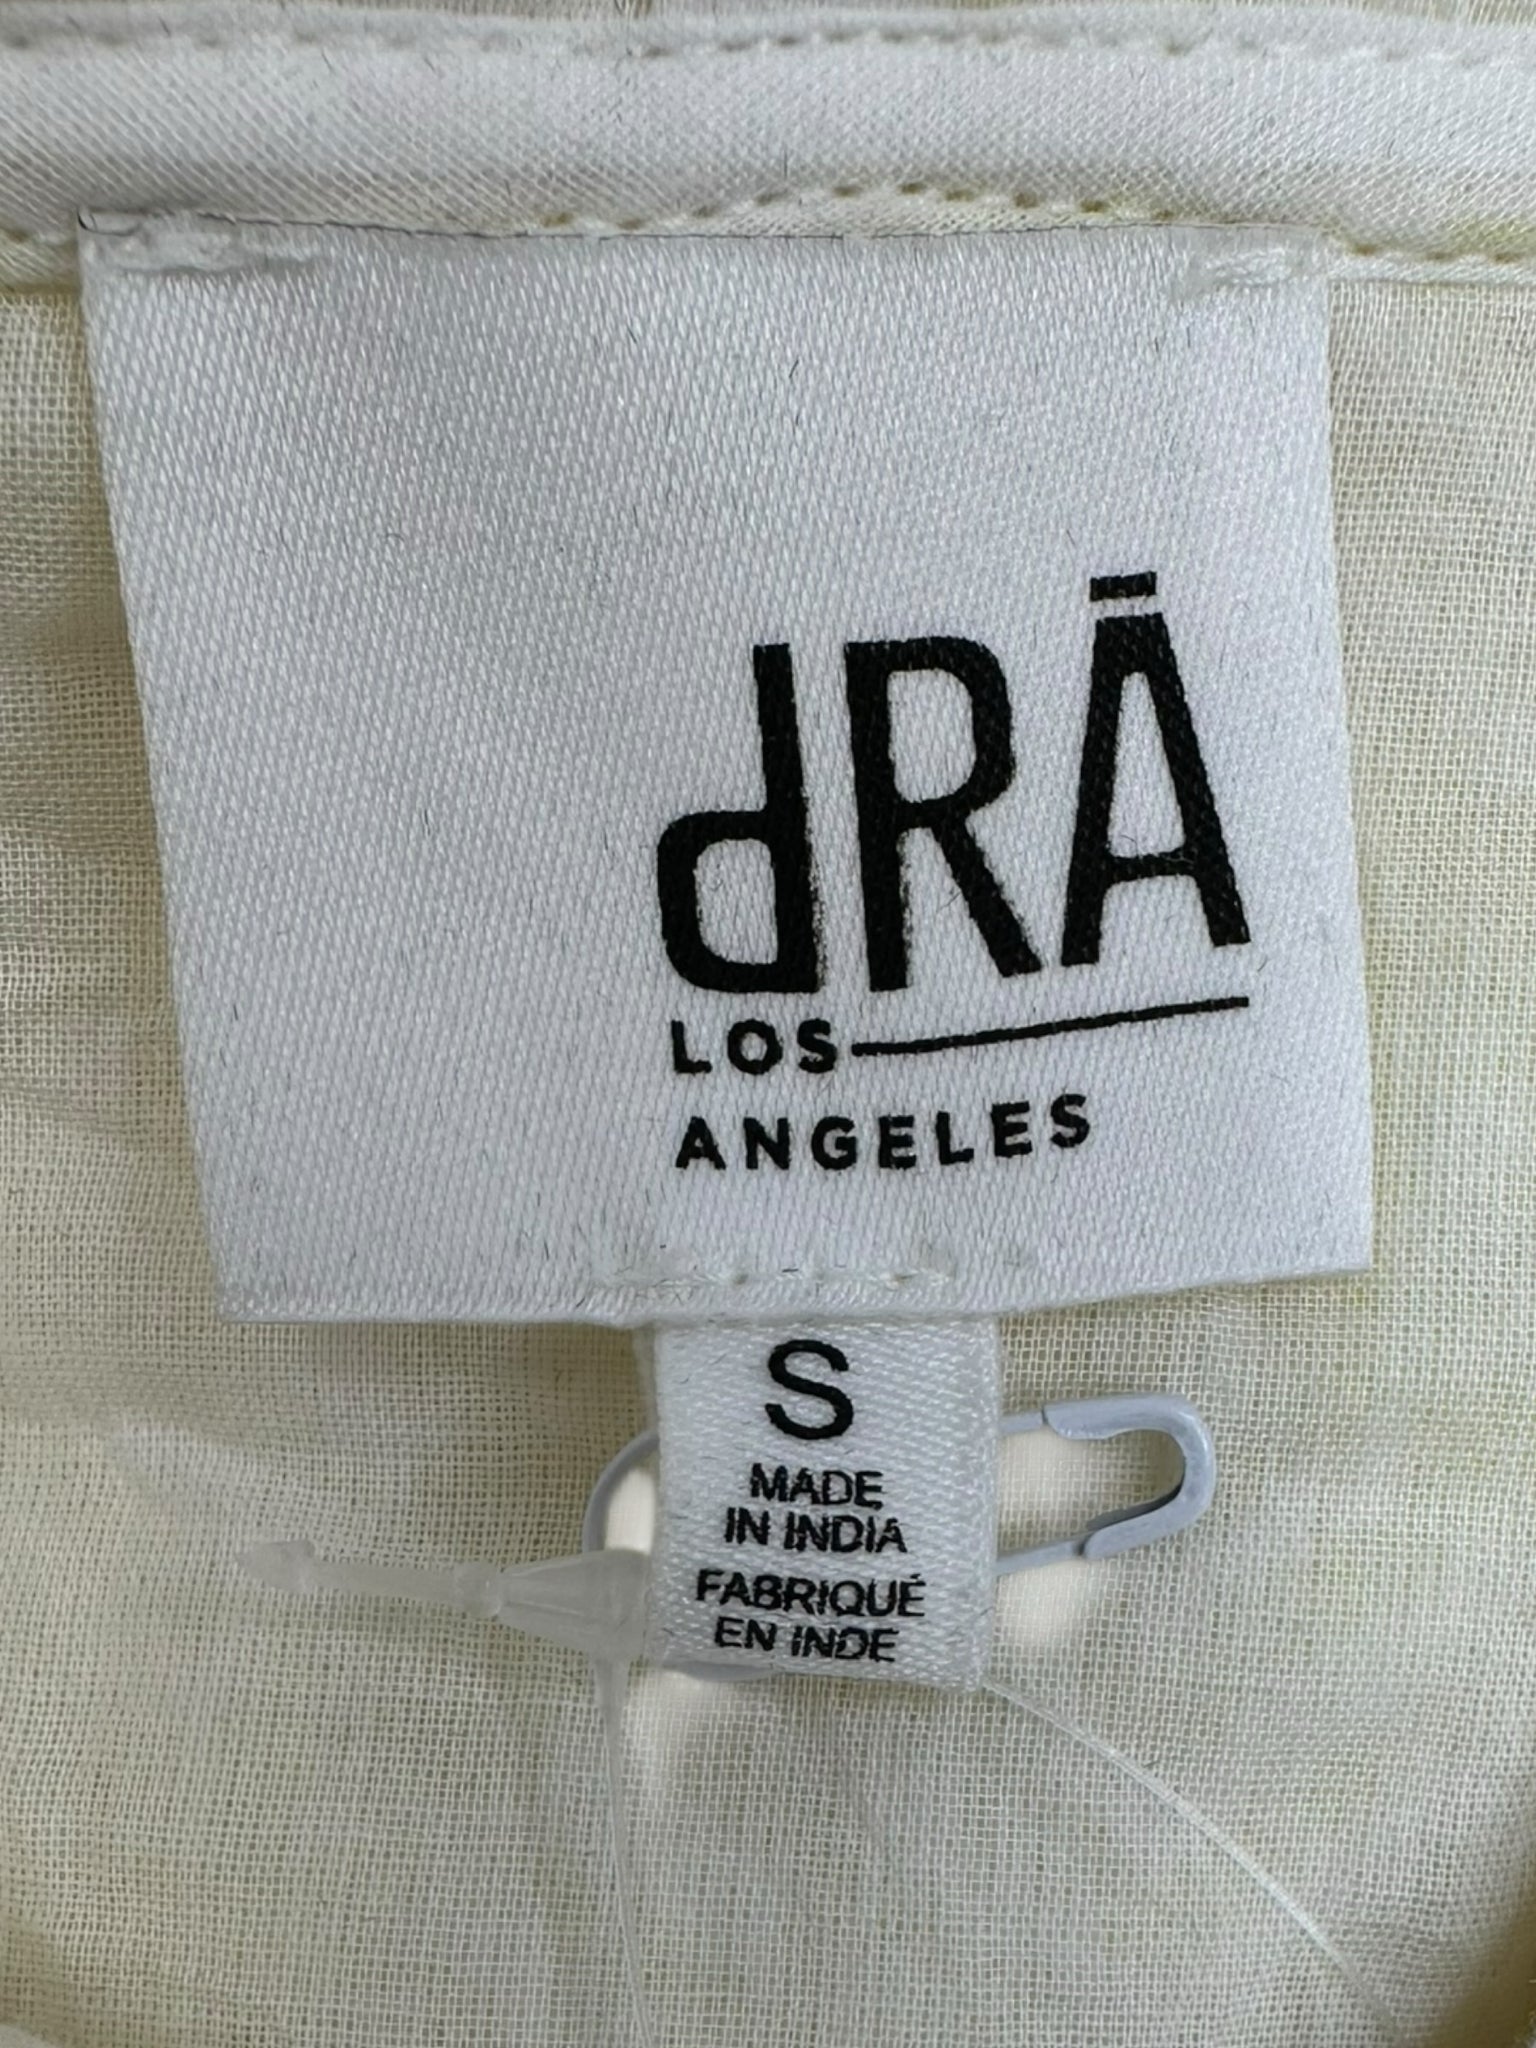 dRĀ
LOS
ANGELES
S
MADE
IN INDIA
FABRIQUÉ
EN INDE